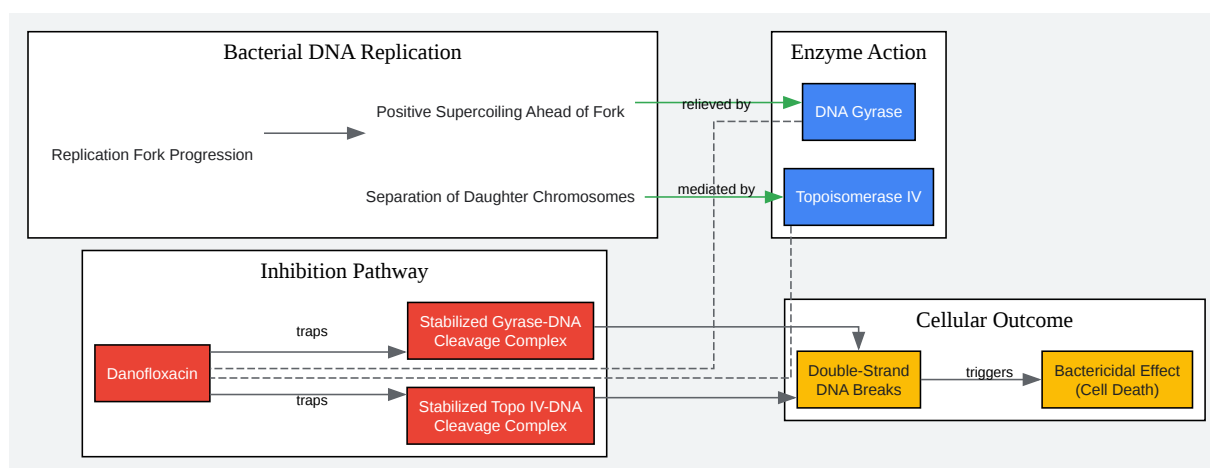 Bacterial DNA Replication
Replication Fork Progression
Positive Supercoiling Ahead of Fork
Separation of Daughter Chromosomes
relieved by
mediated by
Enzyme Action
DNA Gyrase
Topoisomerase IV
Inhibition Pathway
Danofloxacin
traps
traps
Stabilized Gyrase-DNA
Cleavage Complex
Stabilized Topo IV-DNA
Cleavage Complex
Cellular Outcome
Double-Strand
DNA Breaks
triggers
Bactericidal Effect
(Cell Death)